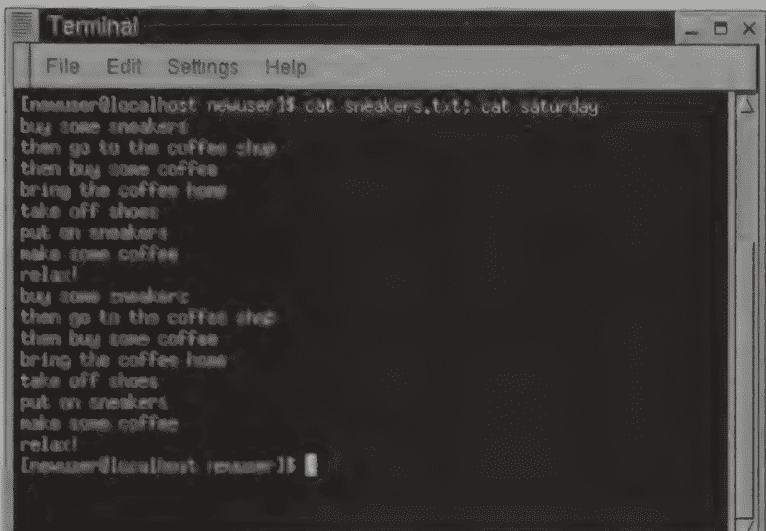 Terminal
File Edit Settings Help
[newuser@localhost newuser]$ cat sneakers.txt; cat saturday
buy some sneakers
then go to the coffee shop
then buy some coffee
bring the coffee home
take off shoes
put on sneakers
make some coffee
relax!
buy some sneakers
then go to the coffee shop
then buy some coffee
bring the coffee home
take off shoes
put on sneakers
make some coffee
relax!
[newuser@localhost newuser]$